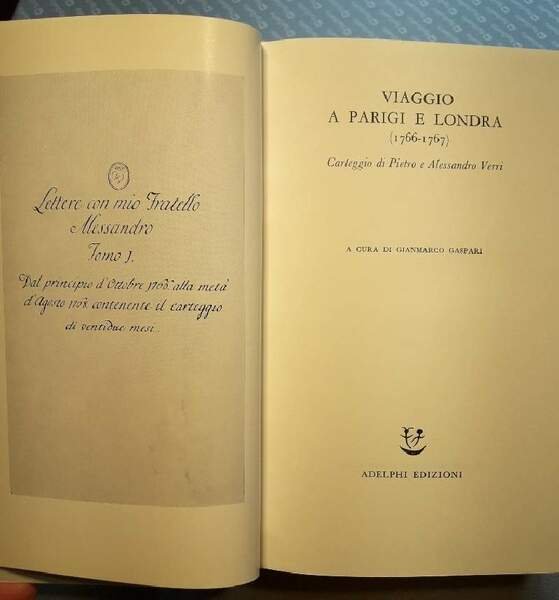 Lettere con mio Fratello
Alessandro
Tomo I.
Dal principio d'Ottobre 1766. alla metà
d'Agosto 1768. contenente il carteggio
di ventidue mesi.
VIAGGIO
A PARIGI E LONDRA
(1766-1767)
Carteggio di Pietro e Alessandro Verri
A CURA DI GIANMARCO GASPARI
ADELPHI EDIZIONI